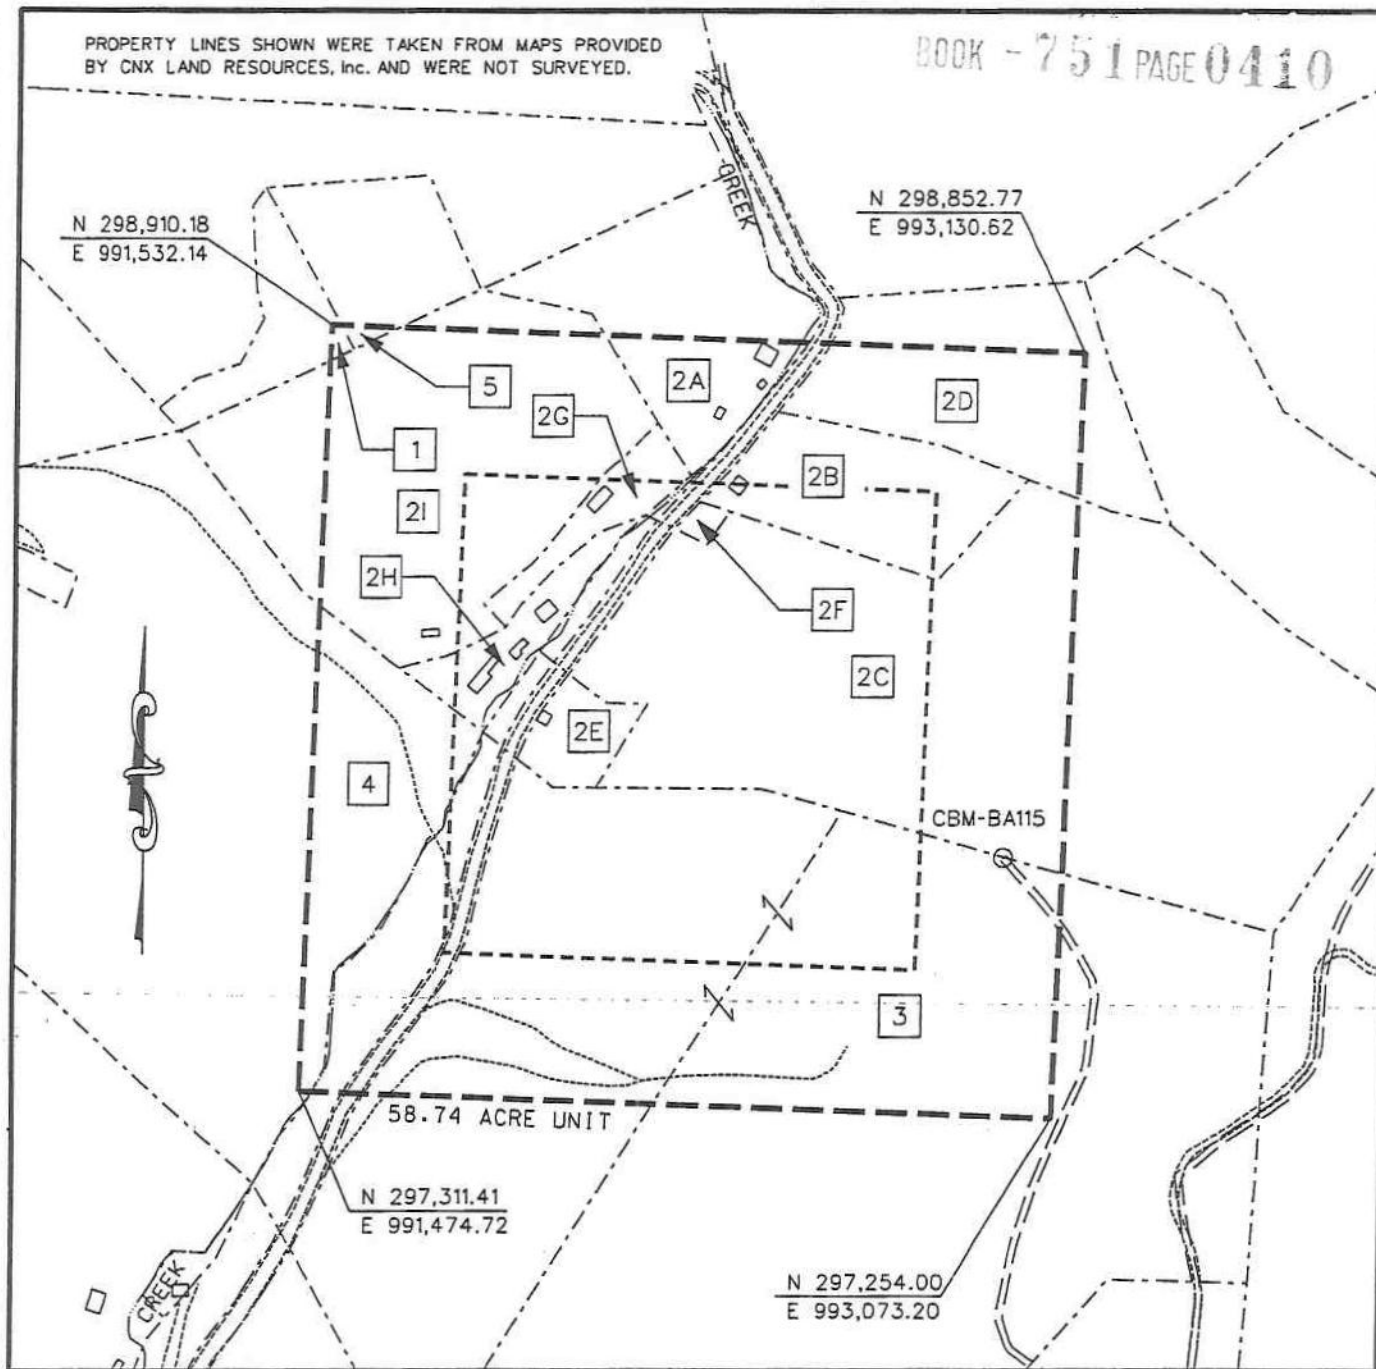 PROPERTY LINES SHOWN WERE TAKEN FROM MAPS PROVIDED
BY CNX LAND RESOURCES, Inc. AND WERE NOT SURVEYED.
BOOK - 751 PAGE 0410
CREEK
N 298,910.18
E 991,532.14
N 298,852.77
E 993,130.62
5
2A
2D
2G
1
2B
2I
2H
2F
2C
2E
4
CBM-BA115
3
58.74 ACRE UNIT
N 297,311.41
E 991,474.72
CREEK
N 297,254.00
E 993,073.20